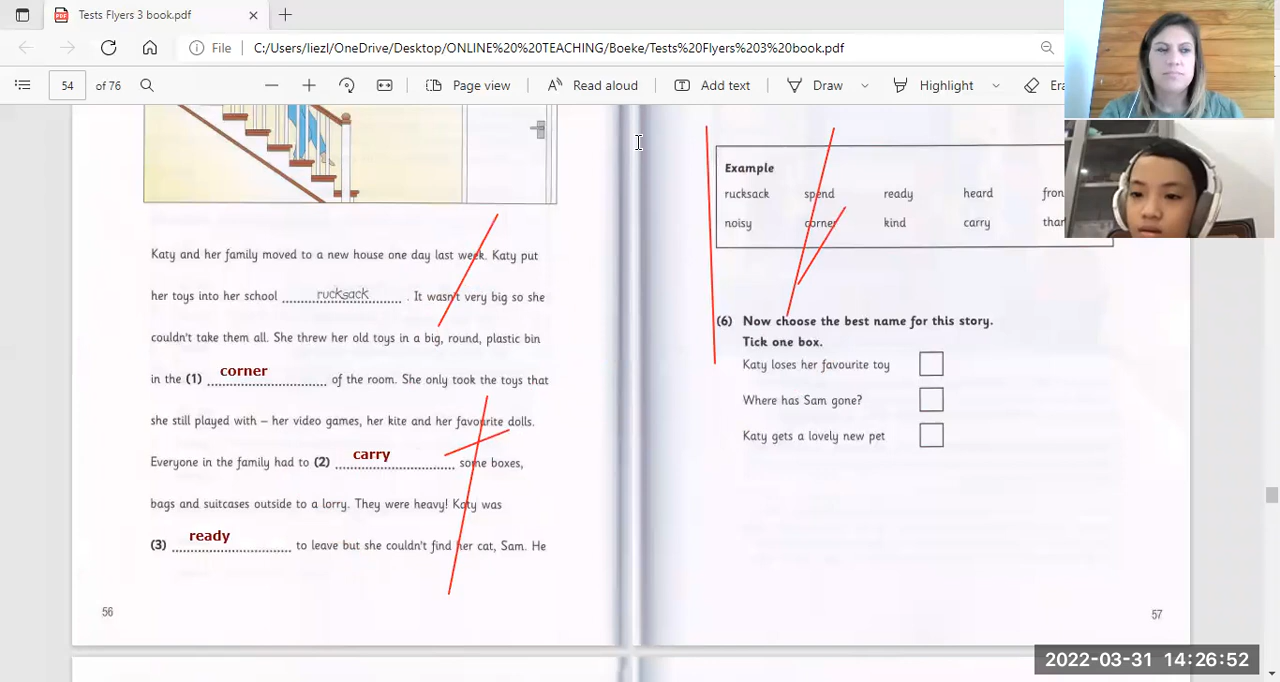 Tests Flyers 3 book.pdf
File
C:/Users/liezl/OneDrive/Desktop/ONLINE%20%20TEACHING/Boeke/Tests%20Flyers%203%20book.pdf
54 of 76
Page view
Read aloud
Add text
Draw
Highlight
Katy and her family moved to a new house one day last week. Katy put
her toys into her school rucksack . It wasn't very big so she
couldn't take them all. She threw her old toys in a big, round, plastic bin
in the (1) corner of the room. She only took the toys that
she still played with – her video games, her kite and her favourite dolls.
Everyone in the family had to (2) carry some boxes,
bags and suitcases outside to a lorry. They were heavy! Katy was
(3) ready to leave but she couldn't find her cat, Sam. He
56
Example
rucksack spend ready heard
noisy corner kind carry
(6) Now choose the best name for this story.
Tick one box.
Katy loses her favourite toy
Where has Sam gone?
Katy gets a lovely new pet
57
2022-03-31 14:26:52